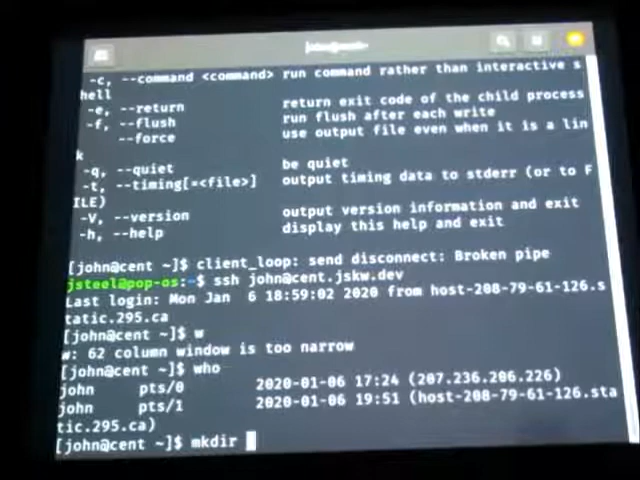 john@cent:~
-c, --command <command> run command rather than interactive s
hell
-e, --return return exit code of the child process
-f, --flush run flush after each write
--force use output file even when it is a lin
k
-q, --quiet be quiet
-t, --timing[=<file>] output timing data to stderr (or to F
ILE)
-V, --version output version information and exit
-h, --help display this help and exit
[john@cent ~]$ client_loop: send disconnect: Broken pipe
jsteel@pop-os:~$ ssh john@cent.jskw.dev
Last login: Mon Jan 6 18:59:02 2020 from host-208-79-61-126.s
tatic.295.ca
[john@cent ~]$ w
w: 62 column window is too narrow
[john@cent ~]$ who
john pts/0 2020-01-06 17:24 (207.236.206.226)
john pts/1 2020-01-06 19:51 (host-208-79-61-126.sta
tic.295.ca)
[john@cent ~]$ mkdir